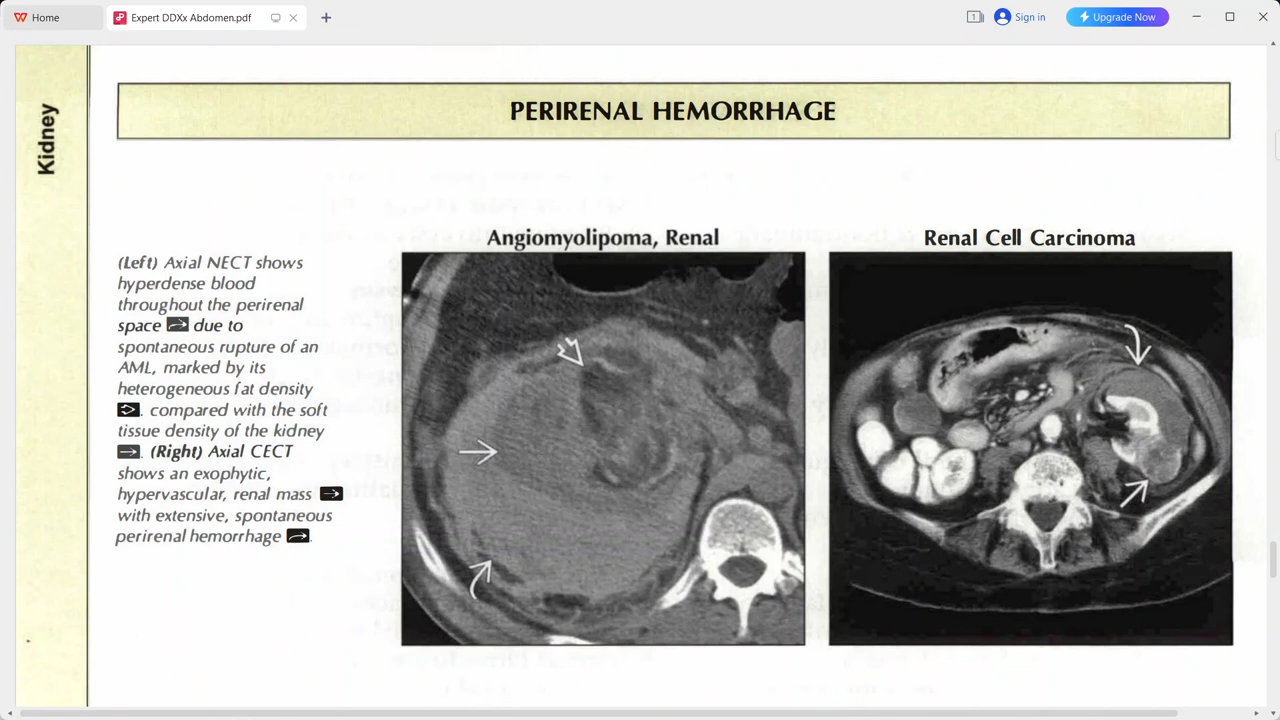 Home
Expert DDXx Abdomen.pdf
1
Sign in
Upgrade Now
Kidney
PERIRENAL HEMORRHAGE
Angiomyolipoma, Renal
Renal Cell Carcinoma
(Left) Axial NECT shows
hyperdense blood
throughout the perirenal
space due to
spontaneous rupture of an
AML, marked by its
heterogeneous fat density
. compared with the soft
tissue density of the kidney
. (Right) Axial CECT
shows an exophytic,
hypervascular, renal mass
with extensive, spontaneous
perirenal hemorrhage .